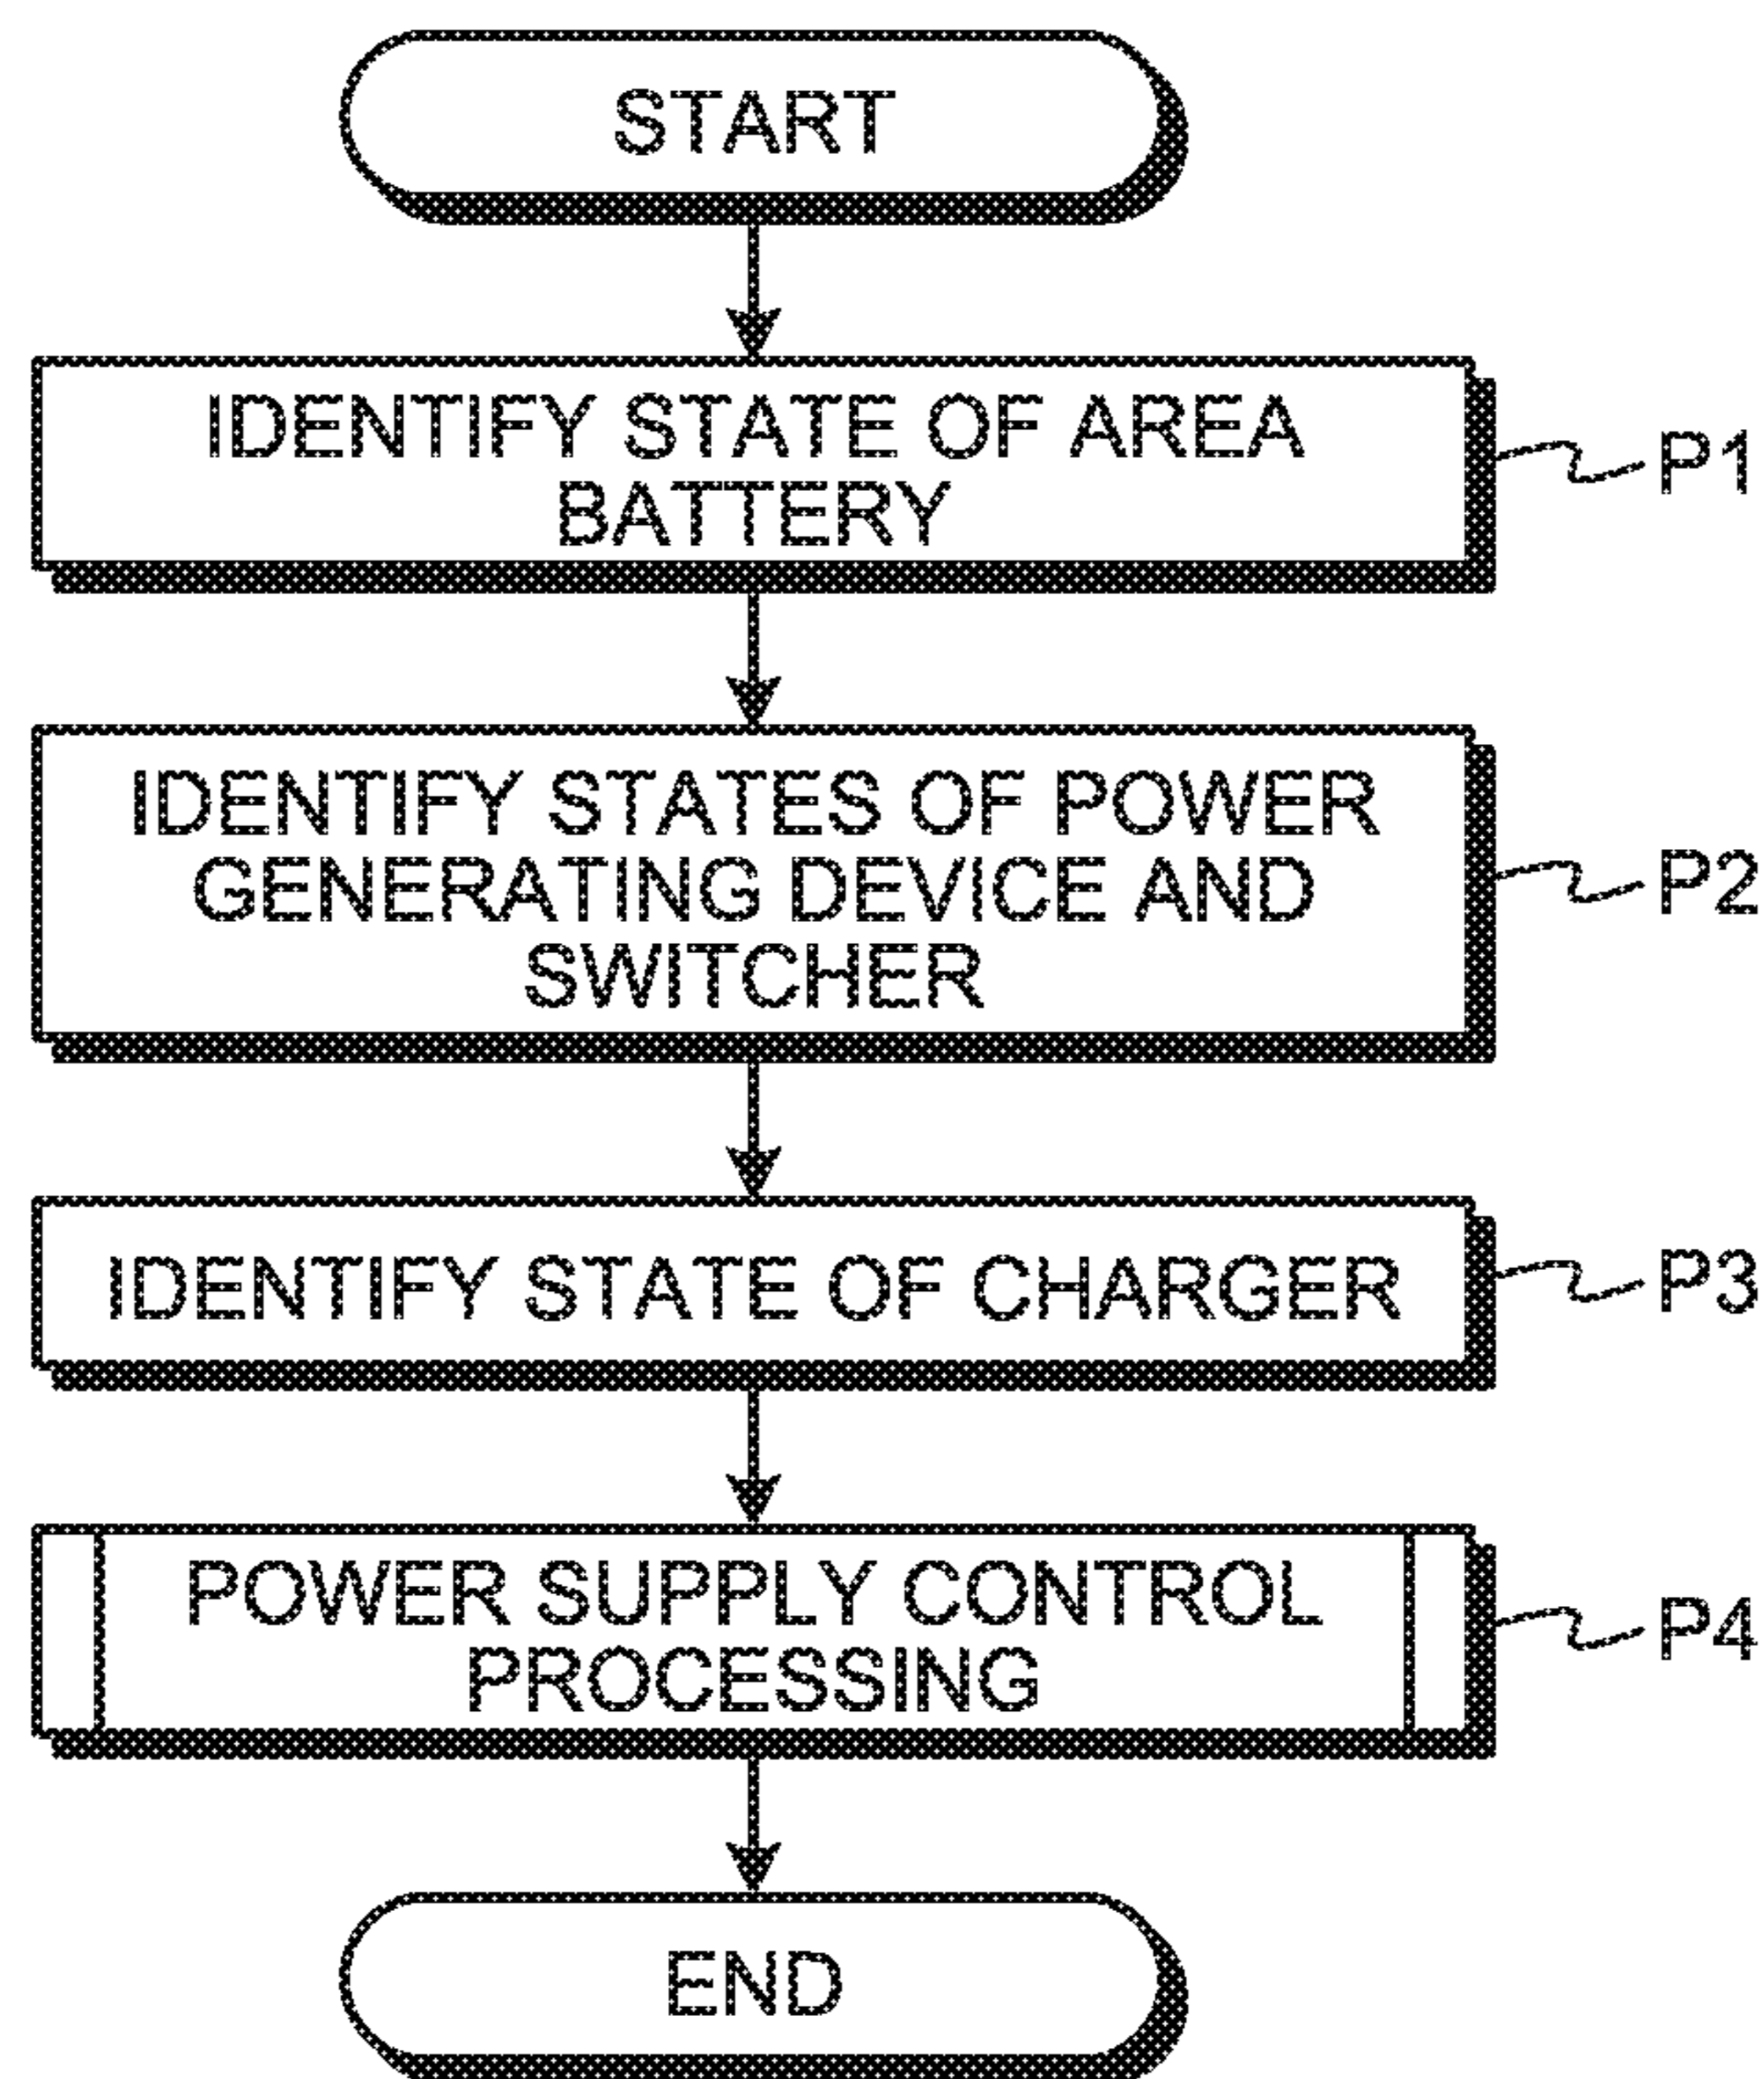 START
IDENTIFY STATE OF AREA
BATTERY
P1
IDENTIFY STATES OF POWER
GENERATING DEVICE AND
SWITCHER
P2
IDENTIFY STATE OF CHARGER
P3
POWER SUPPLY CONTROL
PROCESSING
P4
END